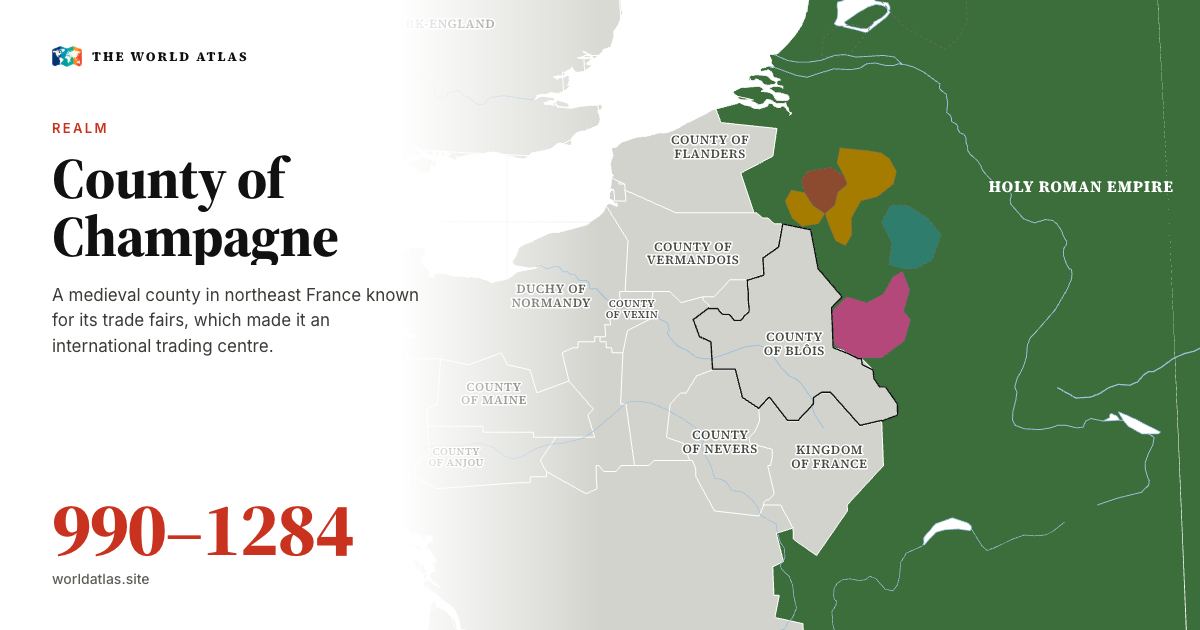 THE WORLD ATLAS
REALM
County of
Champagne
A medieval county in northeast France known
for its trade fairs, which made it an
international trading centre.
990–1284
worldatlas.site
K-ENGLAND
COUNTY OF
FLANDERS
HOLY ROMAN EMPIRE
COUNTY OF
VERMANDOIS
DUCHY OF
NORMANDY
COUNTY
OF VEXIN
COUNTY
OF BLÔIS
COUNTY
OF MAINE
COUNTY
OF NEVERS
COUNTY
OF ANJOU
KINGDOM
OF FRANCE